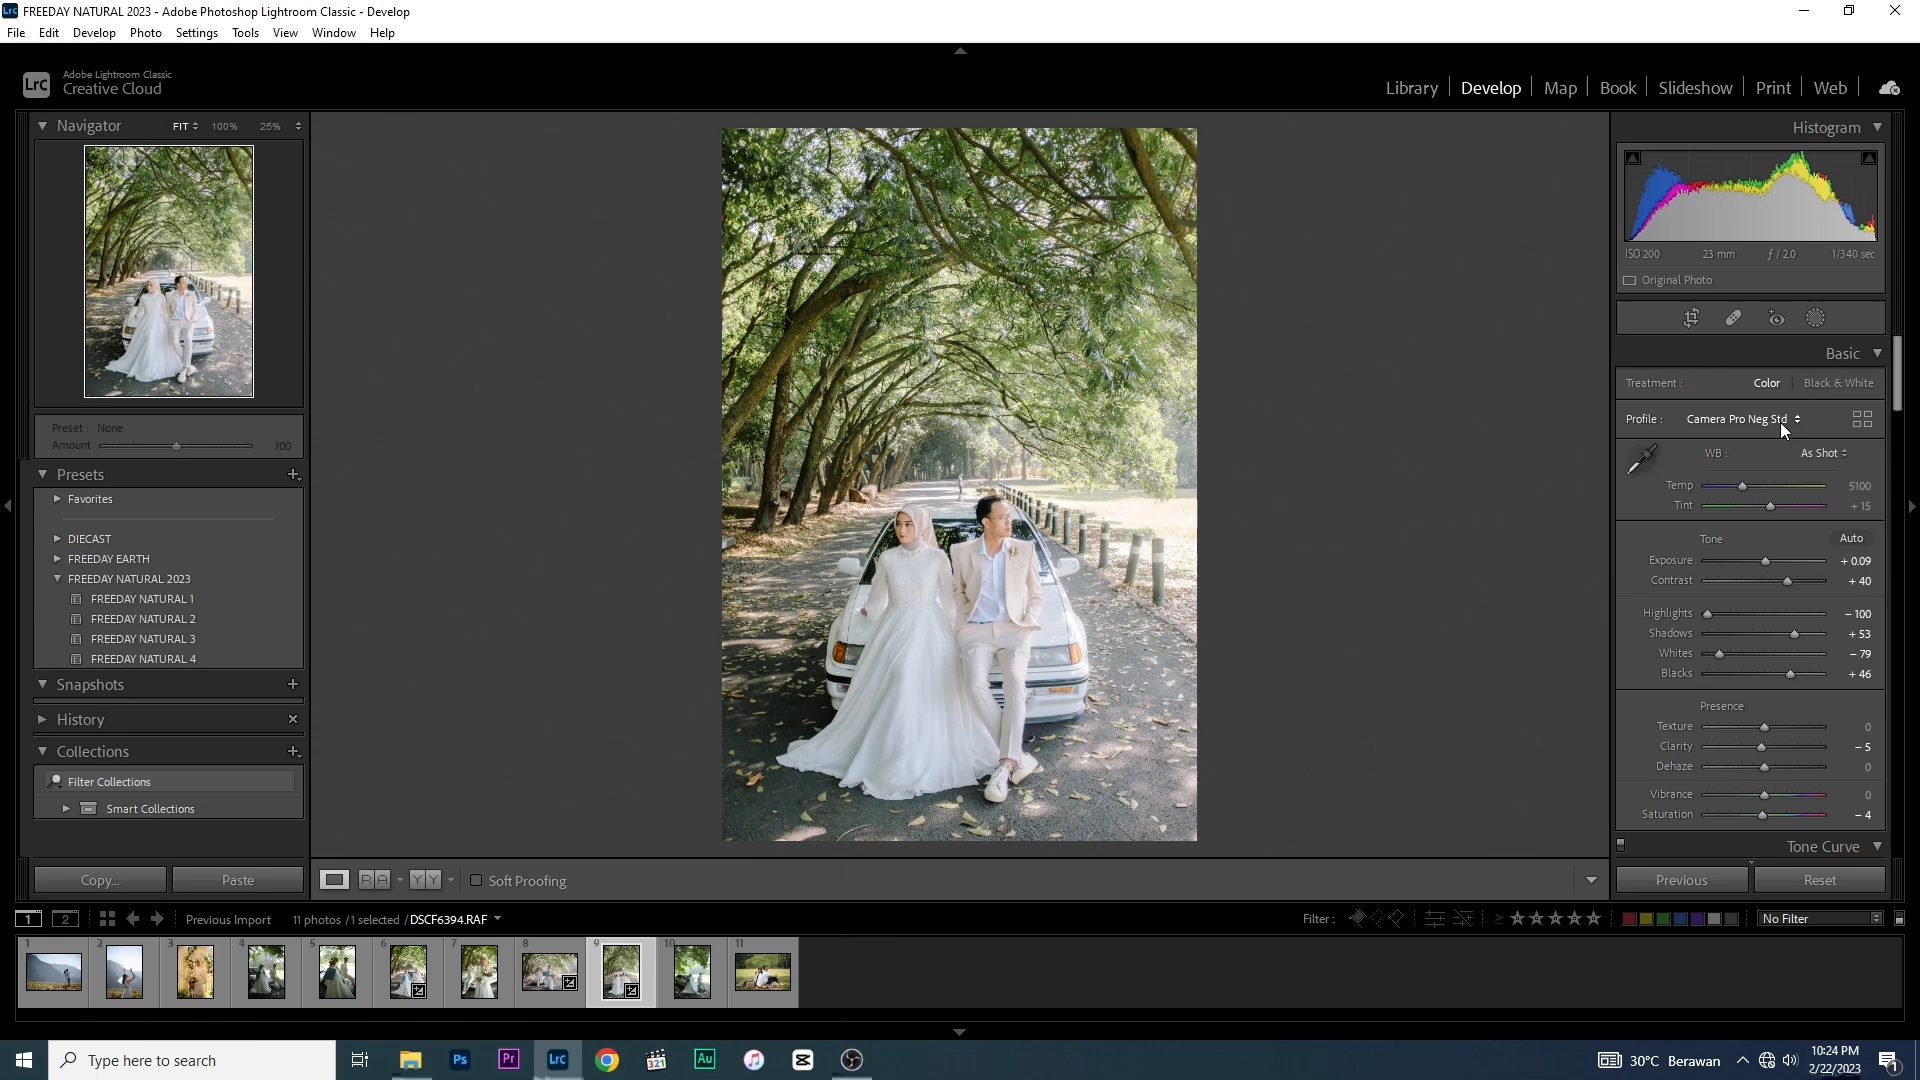 FREEDAY NATURAL 2023 - Adobe Photoshop Lightroom Classic - Develop
File Edit Develop Photo Settings Tools View Window Help
Lrc Adobe Lightroom Classic
Creative Cloud
Library Develop Map Book Slideshow Print Web
Navigator FIT 100% 25%
Preset : None
Amount 100
Presets
Favorites
DIECAST
FREEDAY EARTH
FREEDAY NATURAL 2023
FREEDAY NATURAL 1
FREEDAY NATURAL 2
FREEDAY NATURAL 3
FREEDAY NATURAL 4
Snapshots
History
Collections
Filter Collections
Smart Collections
Copy... Paste
R A Y Y Soft Proofing
Histogram
ISO 200 23 mm ƒ / 2.0 1/340 sec
Original Photo
Basic
Treatment : Color Black & White
Profile : Camera Pro Neg Std
WB : As Shot
Temp 5100
Tint + 15
Tone Auto
Exposure + 0.09
Contrast + 40
Highlights – 100
Shadows + 53
Whites – 79
Blacks + 46
Presence
Texture 0
Clarity – 5
Dehaze 0
Vibrance 0
Saturation – 4
Tone Curve
Previous Reset
1 2 Previous Import 11 photos / 1 selected / DSCF6394.RAF Filter : ≥ No Filter
1 2 3 4 5 6 7 8 9 10 11
Type here to search Ps Pr Lrc 321 Au 30°C Berawan 10:24 PM
2/22/2023 1